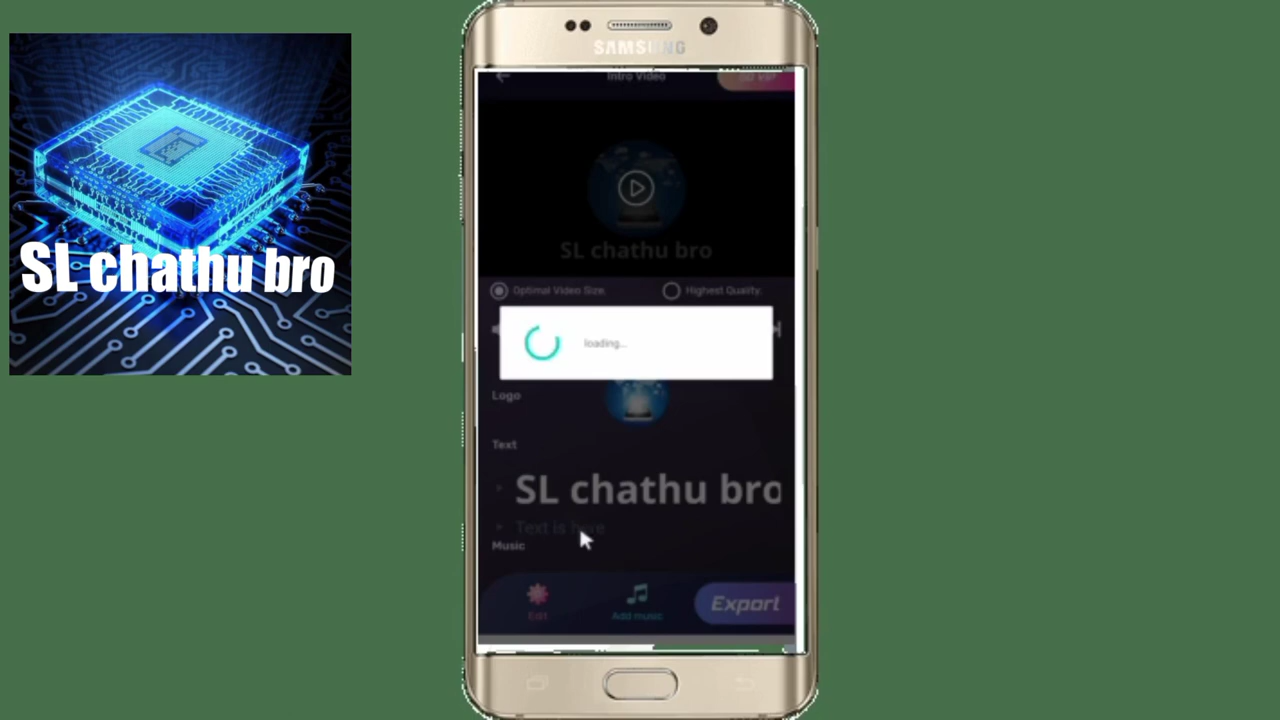 SL chathu bro
SAMSUNG
Intro Video
SL chathu bro
Optimal Video Size.
Highest Quality.
loading...
Logo
Text
SL chathu bro
Text is here
Music
Edit
Add music
Export